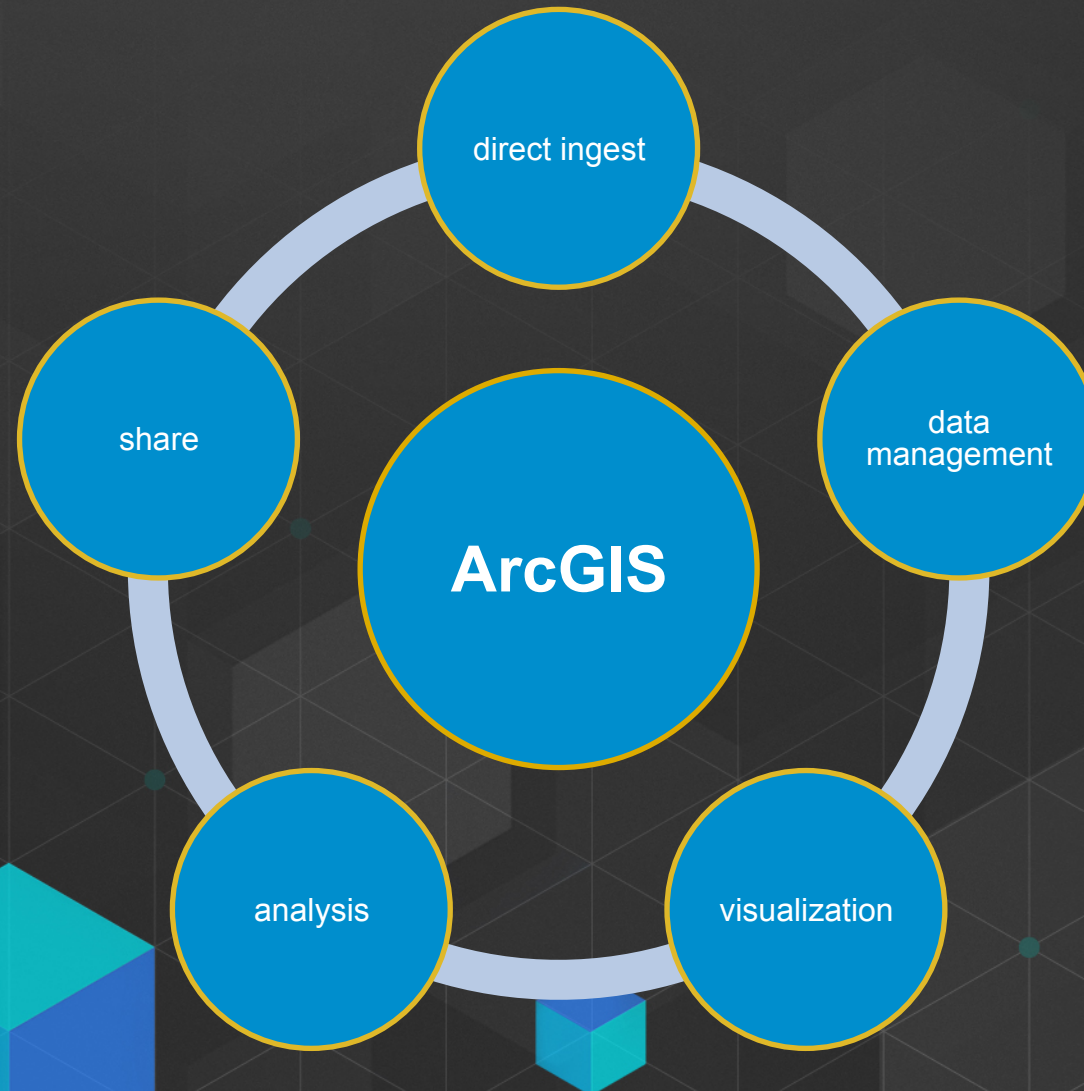 direct ingest
share
data
management
ArcGIS
analysis
visualization